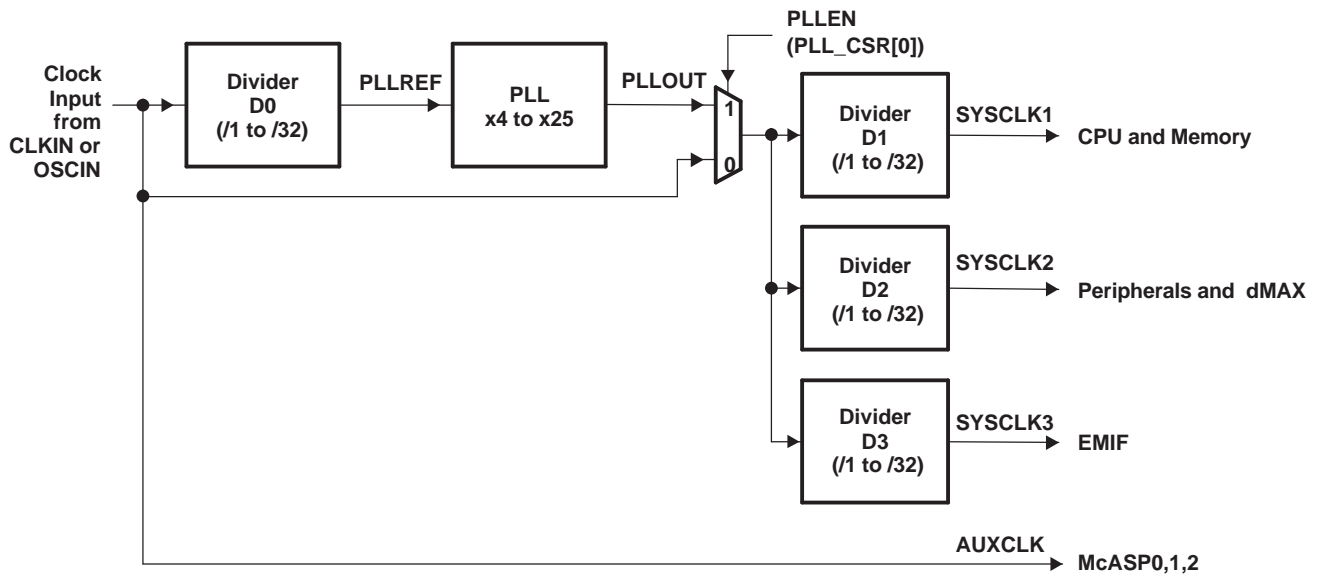 PLLEN
(PLL_CSR[0])
Clock
Input
from
CLKIN or
OSCIN
Divider
D0
(/1 to /32)
PLLREF
PLL
x4 to x25
PLLOUT
1
0
Divider
D1
(/1 to /32)
SYSCLK1
CPU and Memory
Divider
D2
(/1 to /32)
SYSCLK2
Peripherals and dMAX
Divider
D3
(/1 to /32)
SYSCLK3
EMIF
AUXCLK
McASP0,1,2